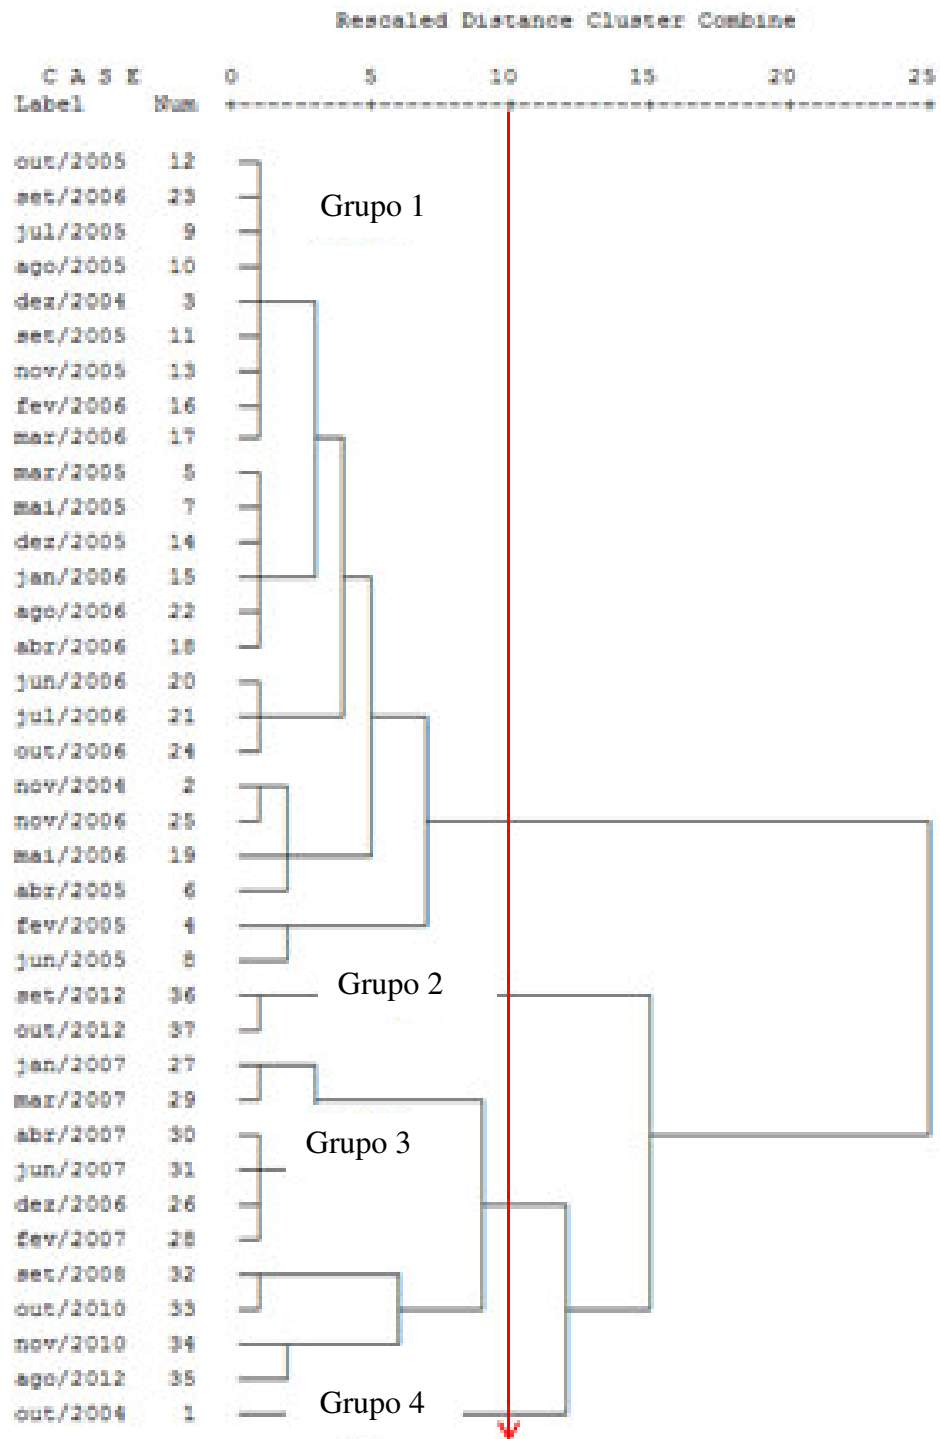 Rescaled Distance Cluster Combine
C A S E 0 5 10 15 20 25
Label Num
out/2005 12
set/2006 23
Grupo 1
jul/2005 9
ago/2005 10
dez/2004 3
set/2005 11
nov/2005 13
fev/2006 16
mar/2006 17
mar/2005 5
mai/2005 7
dez/2005 14
jan/2006 15
ago/2006 22
abr/2006 18
jun/2006 20
jul/2006 21
out/2006 24
nov/2004 2
nov/2006 25
mai/2006 19
abr/2005 6
fev/2005 4
jun/2005 8
Grupo 2
set/2012 36
out/2012 37
jan/2007 27
mar/2007 29
abr/2007 30
Grupo 3
jun/2007 31
dez/2006 26
fev/2007 28
set/2008 32
out/2010 33
nov/2010 34
ago/2012 35
Grupo 4
out/2004 1